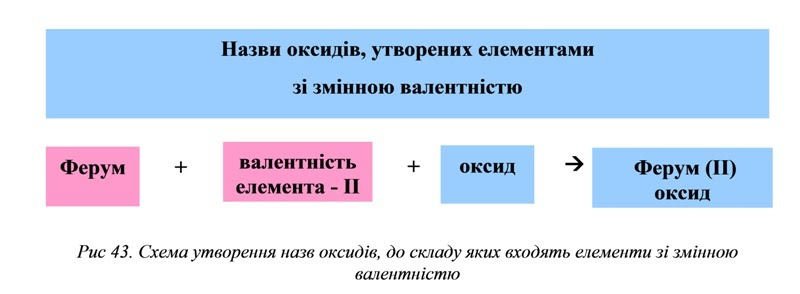 Назви оксидів, утворених елементами
зі змінною валентністю
Ферум + валентність елемента - II + оксид → Ферум (II) оксид
Рис 43. Схема утворення назв оксидів, до складу яких входять елементи зі змінною
валентністю